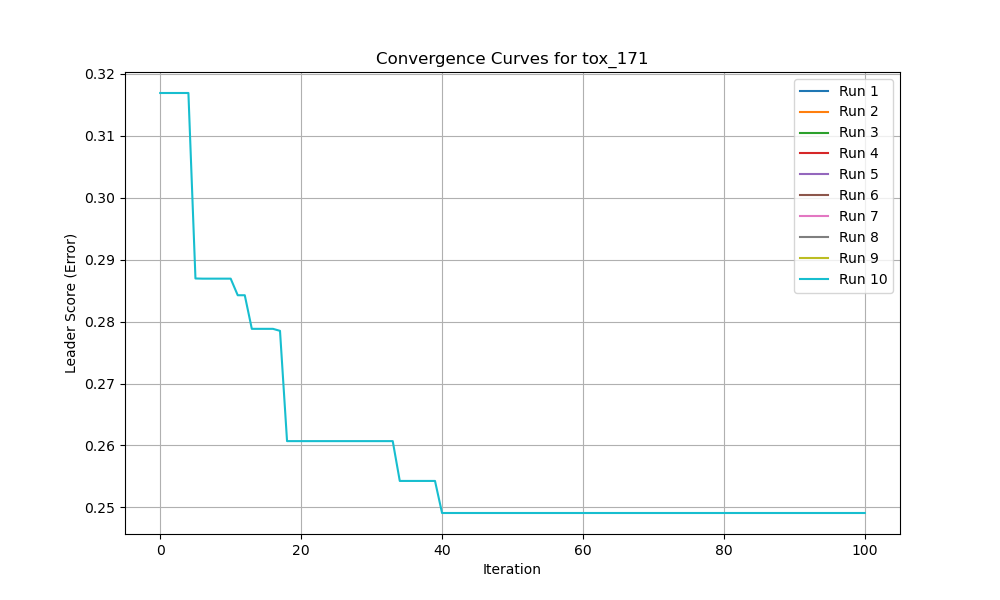 Convergence Curves for tox_171
Leader Score (Error)
0.32
0.31
0.30
0.29
0.28
0.27
0.26
0.25
0 20 40 60 80 100
Iteration
Run 1
Run 2
Run 3
Run 4
Run 5
Run 6
Run 7
Run 8
Run 9
Run 10